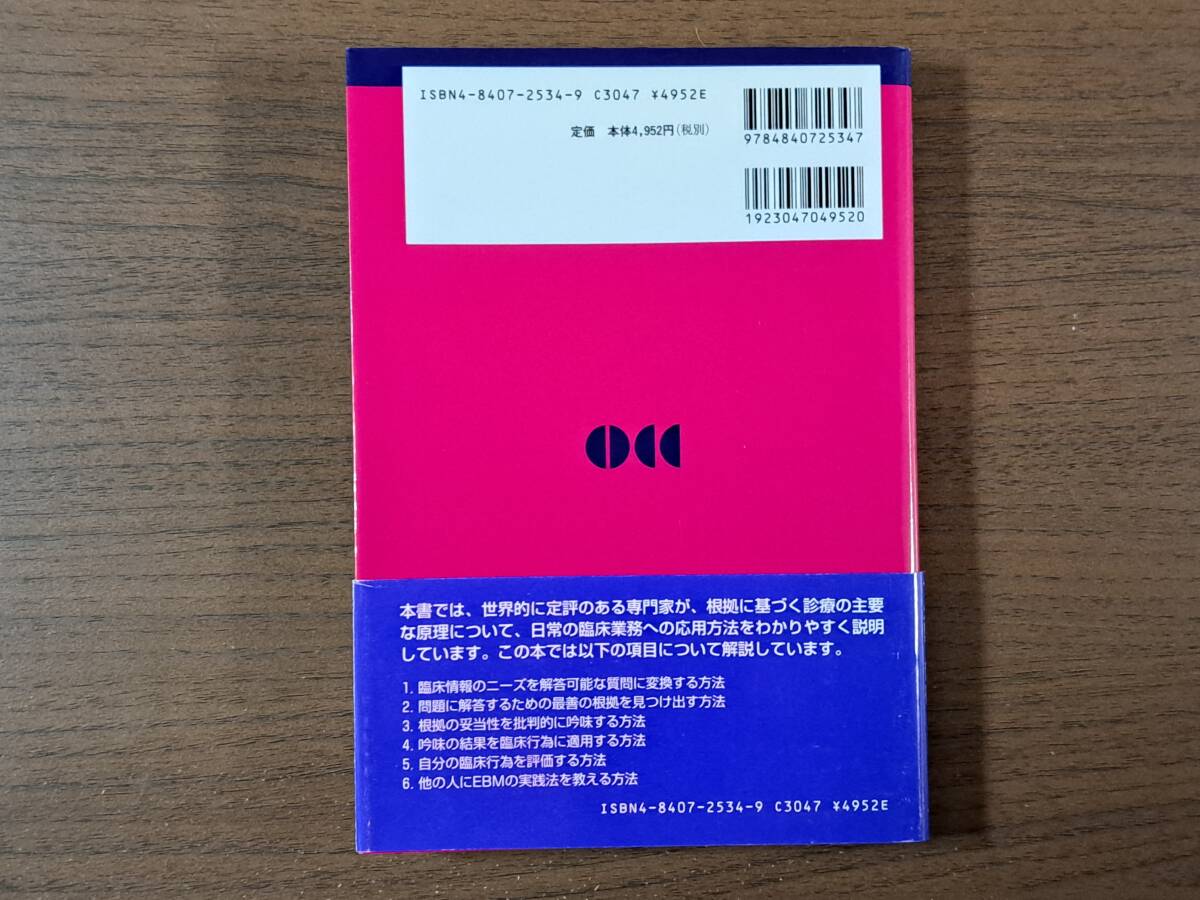 ISBN4-8407-2534-9 C3047 ¥4952E
定価 本体4,952円(税別)
9784840725347
1923047049520
本書では、世界的に定評のある専門家が、根拠に基づく診療の主要
な原理について、日常の臨床業務への応用方法をわかりやすく説明
しています。この本では以下の項目について解説しています。
1. 臨床情報のニーズを解答可能な質問に変換する方法
2. 問題に解答するための最善の根拠を見つけ出す方法
3. 根拠の妥当性を批判的に吟味する方法
4. 吟味の結果を臨床行為に適用する方法
5. 自分の臨床行為を評価する方法
6. 他の人にEBMの実践法を教える方法
ISBN4-8407-2534-9 C3047 ¥4952E